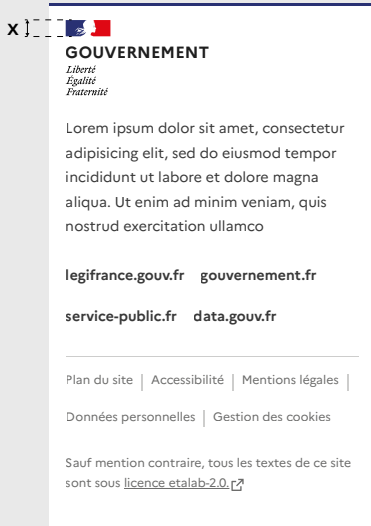 X
GOUVERNEMENT
Liberté
Égalité
Fraternité
Lorem ipsum dolor sit amet, consectetur
adipisicing elit, sed do eiusmod tempor
incididunt ut labore et dolore magna
aliqua. Ut enim ad minim veniam, quis
nostrud exercitation ullamco
legifrance.gouv.fr gouvernement.fr
service-public.fr data.gouv.fr
Plan du site | Accessibilité | Mentions légales |
Données personnelles | Gestion des cookies
Sauf mention contraire, tous les textes de ce site
sont sous licence etalab-2.0.